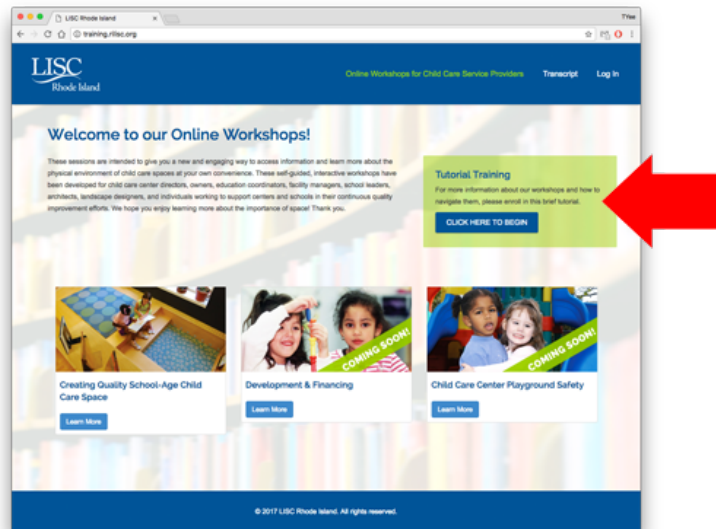 LISC Rhode Island
TYee
training.rilisc.org
LISC
Rhode Island
Online Workshops for Child Care Service Providers Transcript Log In
Welcome to our Online Workshops!
These sessions are intended to give you a new and engaging way to access information and learn more about the
physical environment of child care spaces at your own convenience. These self-guided, interactive workshops have
been developed for child care center directors, owners, education coordinators, facility managers, school leaders,
architects, landscape designers, and individuals working to support centers and schools in their continuous quality
improvement efforts. We hope you enjoy learning more about the importance of space! Thank you.
Tutorial Training
For more information about our workshops and how to
navigate them, please enroll in this brief tutorial.
CLICK HERE TO BEGIN
COMING SOON!
COMING SOON!
Creating Quality School-Age Child
Care Space
Learn More
Development & Financing
Learn More
Child Care Center Playground Safety
Learn More
© 2017 LISC Rhode Island. All rights reserved.